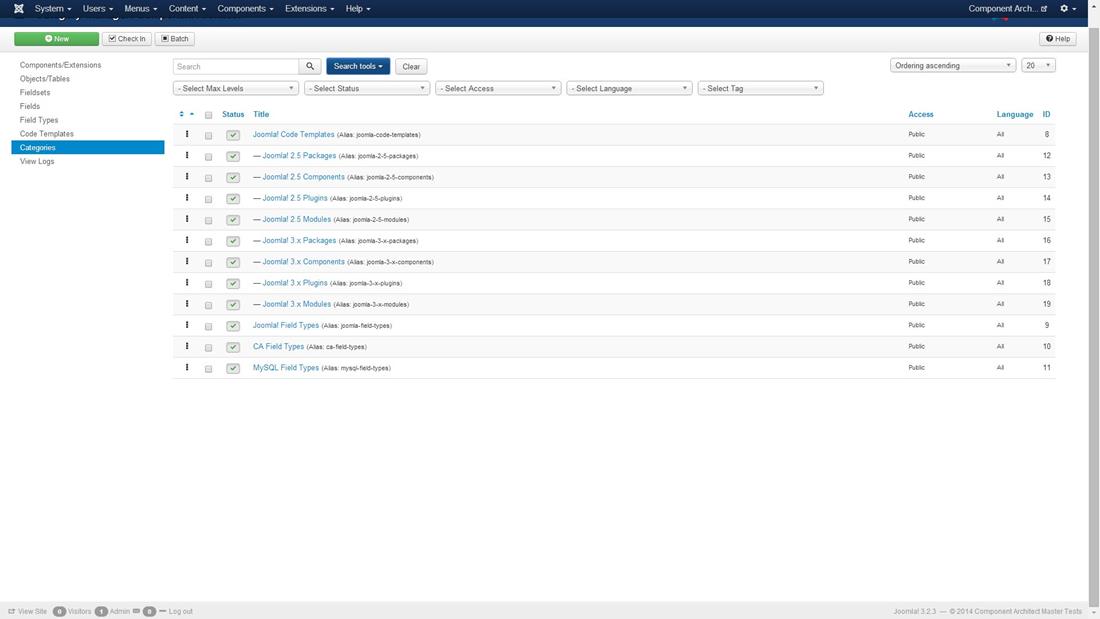 System Users Menus Content Components Extensions Help Component Arch...
New Check In Batch Help
Components/Extensions
Objects/Tables
Fieldsets
Fields
Field Types
Code Templates
Categories
View Logs
Search Search tools Clear Ordering ascending 20
- Select Max Levels - Select Status - Select Access - Select Language - Select Tag
Status Title Access Language ID
Joomla! Code Templates (Alias: joomla-code-templates) Public All 8
— Joomla! 2.5 Packages (Alias: joomla-2-5-packages) Public All 12
— Joomla! 2.5 Components (Alias: joomla-2-5-components) Public All 13
— Joomla! 2.5 Plugins (Alias: joomla-2-5-plugins) Public All 14
— Joomla! 2.5 Modules (Alias: joomla-2-5-modules) Public All 15
— Joomla! 3.x Packages (Alias: joomla-3-x-packages) Public All 16
— Joomla! 3.x Components (Alias: joomla-3-x-components) Public All 17
— Joomla! 3.x Plugins (Alias: joomla-3-x-plugins) Public All 18
— Joomla! 3.x Modules (Alias: joomla-3-x-modules) Public All 19
Joomla! Field Types (Alias: joomla-field-types) Public All 9
CA Field Types (Alias: ca-field-types) Public All 10
MySQL Field Types (Alias: mysql-field-types) Public All 11
View Site 0 Visitors 1 Admin 0 Log out Joomla! 3.2.3 — © 2014 Component Architect Master Tests